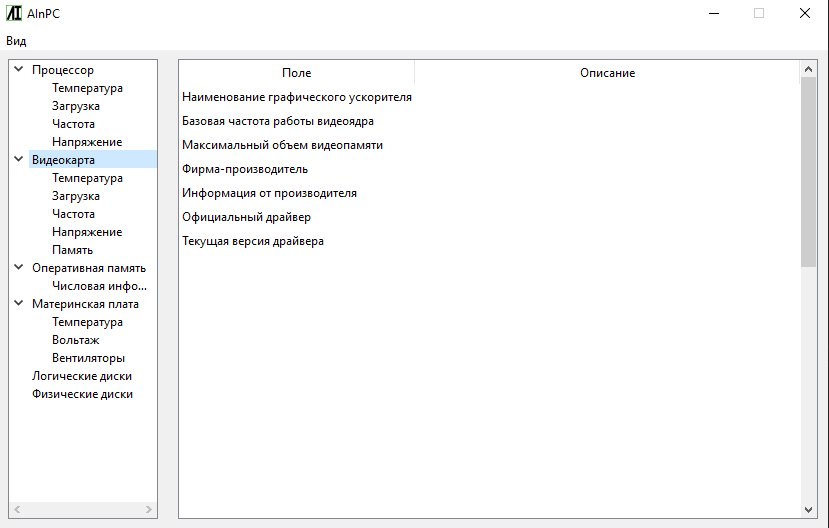 AInPC
Вид
Процессор
Температура
Загрузка
Частота
Напряжение
Видеокарта
Температура
Загрузка
Частота
Напряжение
Память
Оперативная память
Числовая инфо...
Материнская плата
Температура
Вольтаж
Вентиляторы
Логические диски
Физические диски
Поле Описание
Наименование графического ускорителя
Базовая частота работы видеоядра
Максимальный объем видеопамяти
Фирма-производитель
Информация от производителя
Официальный драйвер
Текущая версия драйвера